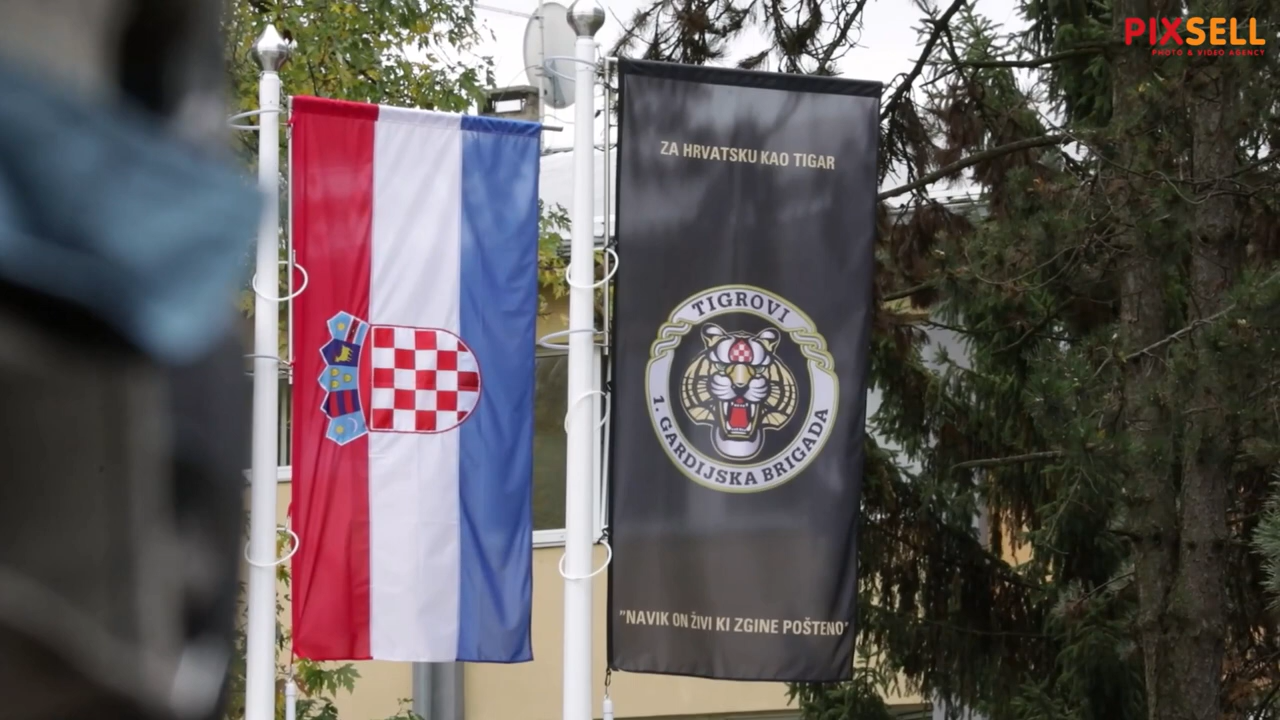 PIXSELL
PHOTO & VIDEO AGENCY
ZA HRVATSKU KAO TIGAR
TIGROVI
1. GARDIJSKA BRIGADA
"NAVIK ON ŽIVI KI ZGINE POŠTENO"